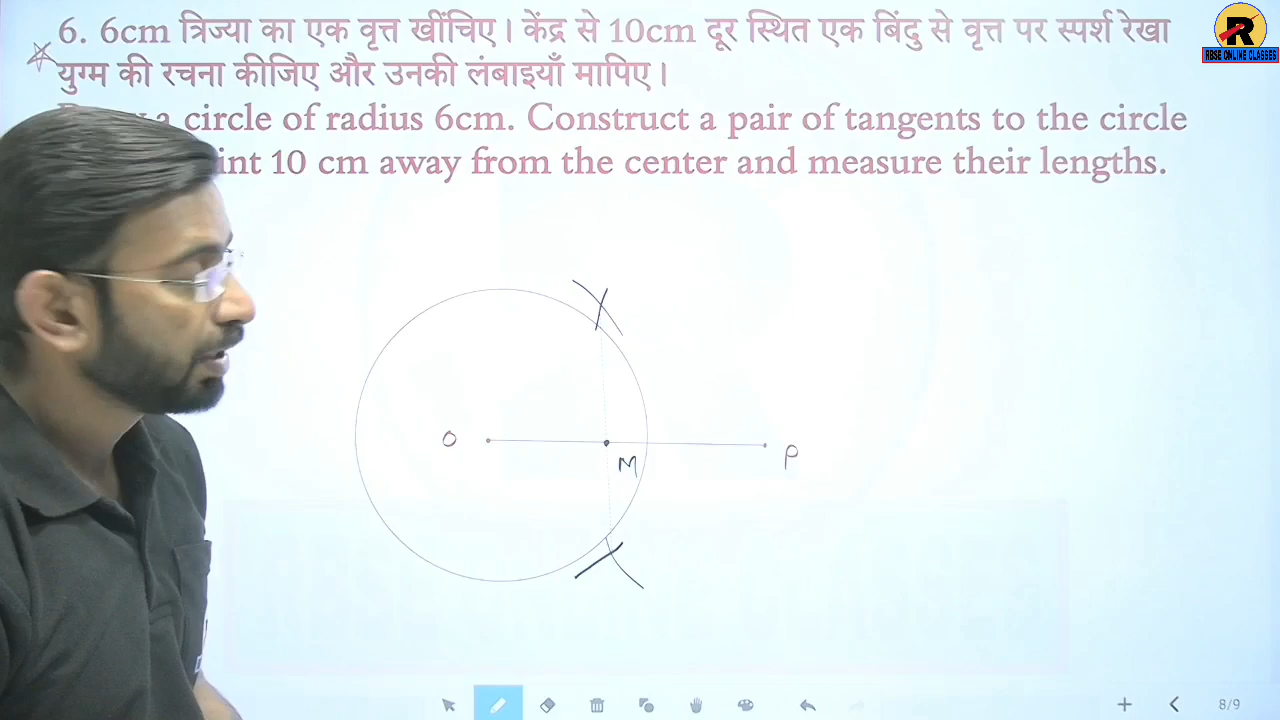 6. 6cm त्रिज्या का एक वृत्त खींचिए। केंद्र से 10cm दूर स्थित एक बिंदु से वृत्त पर स्पर्श रेखा
युग्म की रचना कीजिए और उनकी लंबाइयाँ मापिए।
a circle of radius 6cm. Construct a pair of tangents to the circle
10 cm away from the center and measure their lengths.
R
RBSE ONLINE CLASSES
O
M
P
8/9